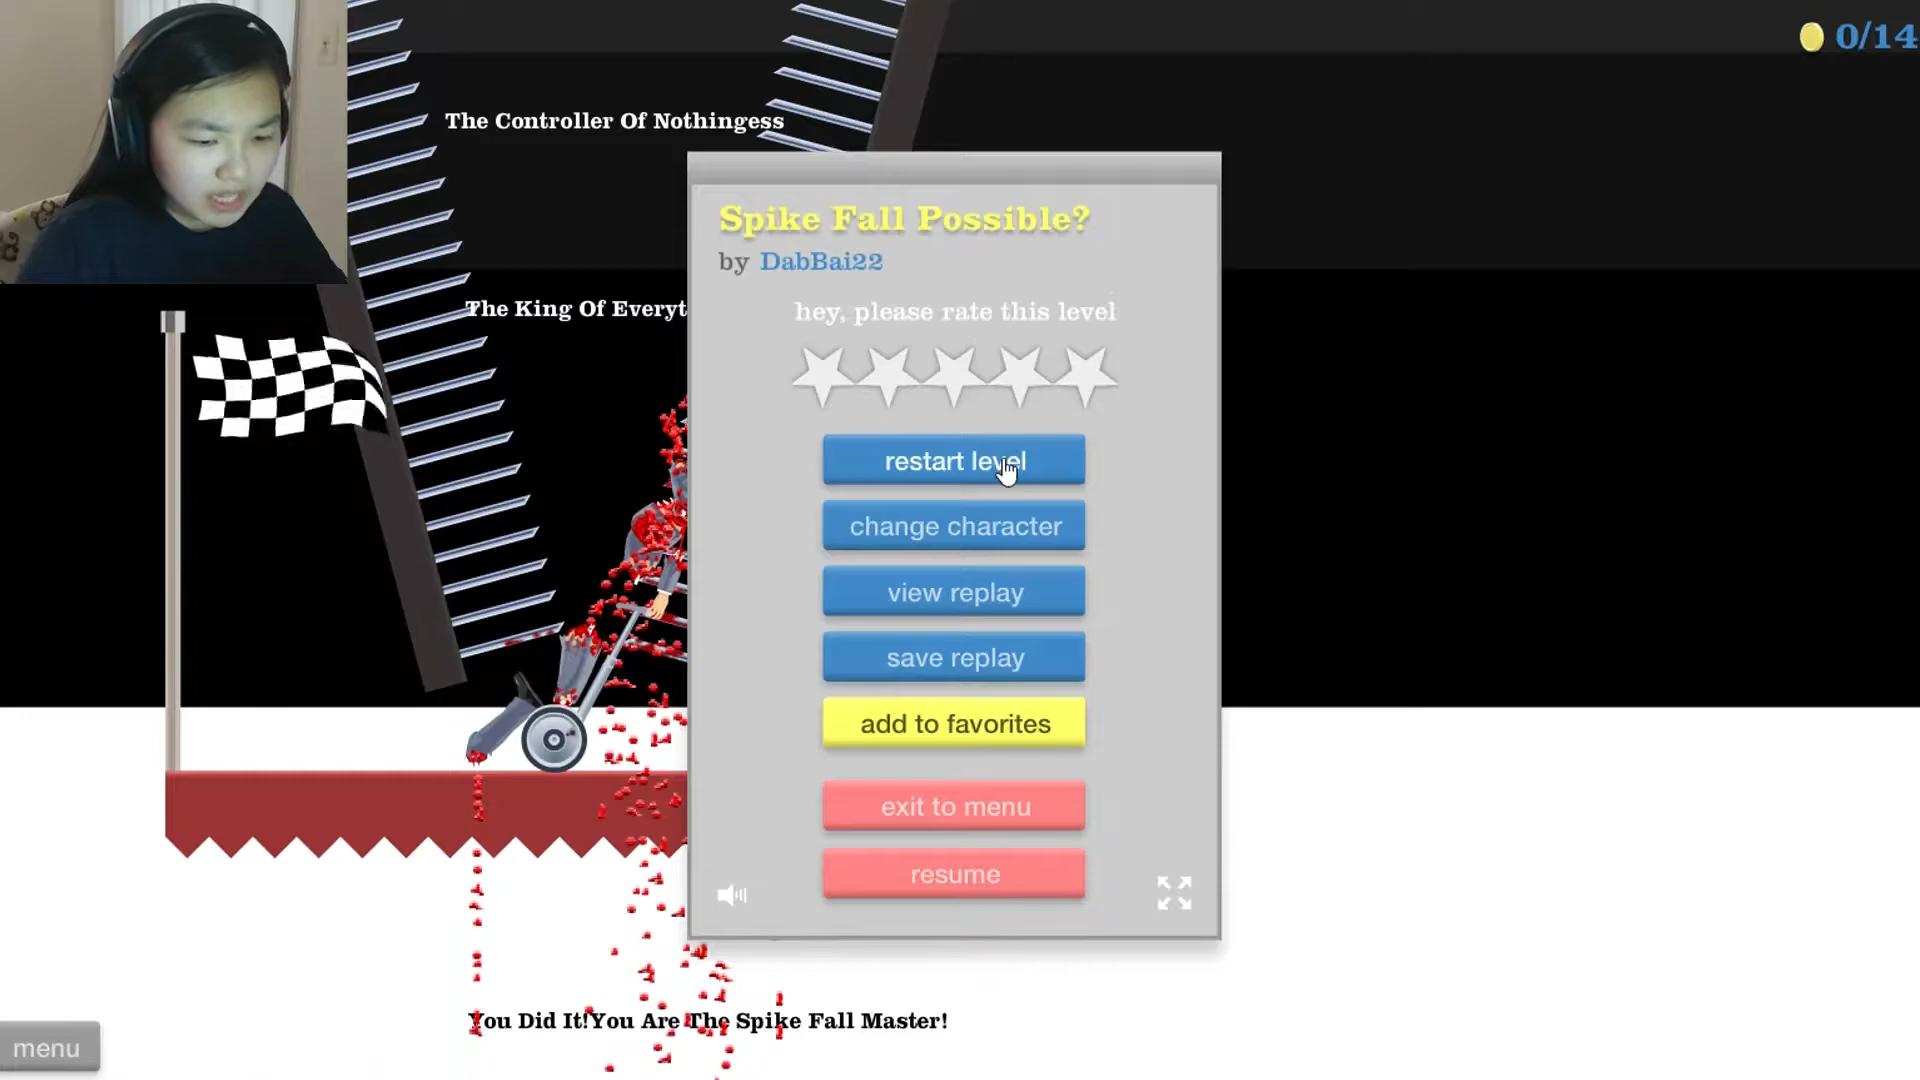 0/14
The Controller Of Nothingess
Spike Fall Possible?
by DabBai22
The King Of Everyt
hey, please rate this level
restart level
change character
view replay
save replay
add to favorites
exit to menu
resume
You Did It!You Are The Spike Fall Master!
menu